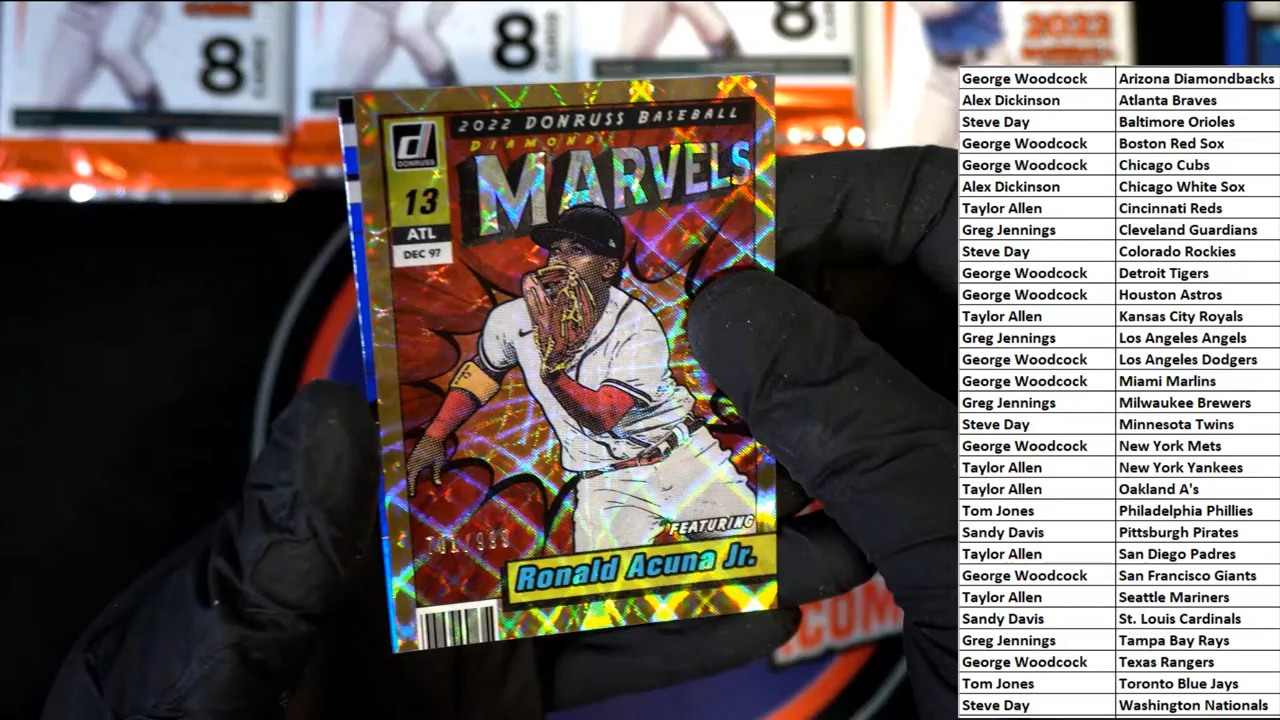 8
CARDS
8
CARDS
8
CARDS
2022
2022 DONRUSS BASEBALL
DIAMOND
MARVELS
d
DONRUSS
13
ATL
DEC 97
FEATURING
Ronald Acuna Jr.
.COM
George Woodcock Arizona Diamondbacks
Alex Dickinson Atlanta Braves
Steve Day Baltimore Orioles
George Woodcock Boston Red Sox
George Woodcock Chicago Cubs
Alex Dickinson Chicago White Sox
Taylor Allen Cincinnati Reds
Greg Jennings Cleveland Guardians
Steve Day Colorado Rockies
George Woodcock Detroit Tigers
George Woodcock Houston Astros
Taylor Allen Kansas City Royals
Greg Jennings Los Angeles Angels
George Woodcock Los Angeles Dodgers
George Woodcock Miami Marlins
Greg Jennings Milwaukee Brewers
Steve Day Minnesota Twins
George Woodcock New York Mets
Taylor Allen New York Yankees
Taylor Allen Oakland A's
Tom Jones Philadelphia Phillies
Sandy Davis Pittsburgh Pirates
Taylor Allen San Diego Padres
George Woodcock San Francisco Giants
Taylor Allen Seattle Mariners
Sandy Davis St. Louis Cardinals
Greg Jennings Tampa Bay Rays
George Woodcock Texas Rangers
Tom Jones Toronto Blue Jays
Steve Day Washington Nationals